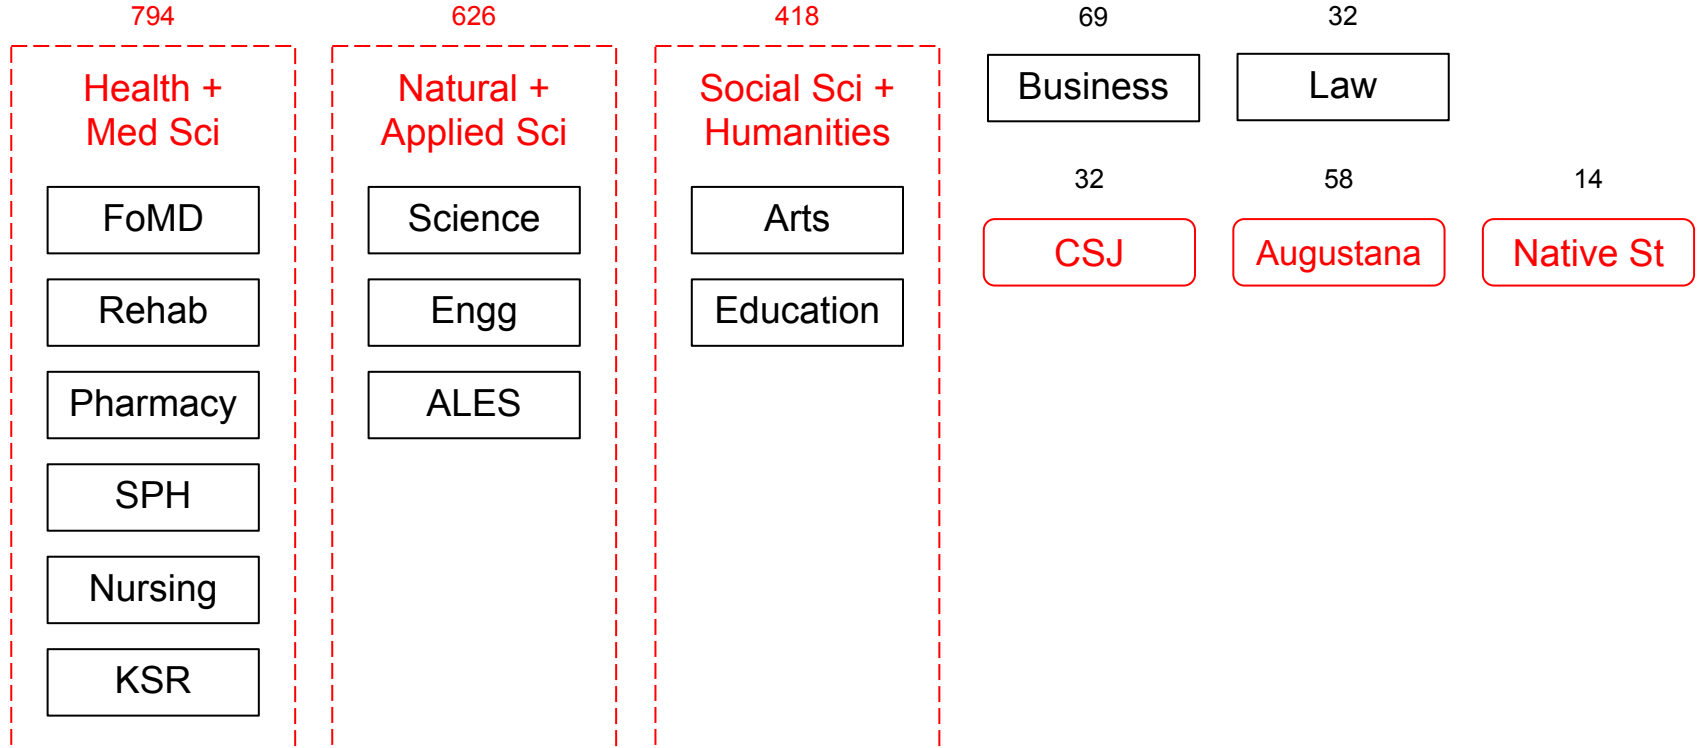 794
Health +
Med Sci
FoMD
Rehab
Pharmacy
SPH
Nursing
KSR
626
Natural +
Applied Sci
Science
Engg
ALES
418
Social Sci +
Humanities
Arts
Education
69
Business
32
Law
32
CSJ
58
Augustana
14
Native St